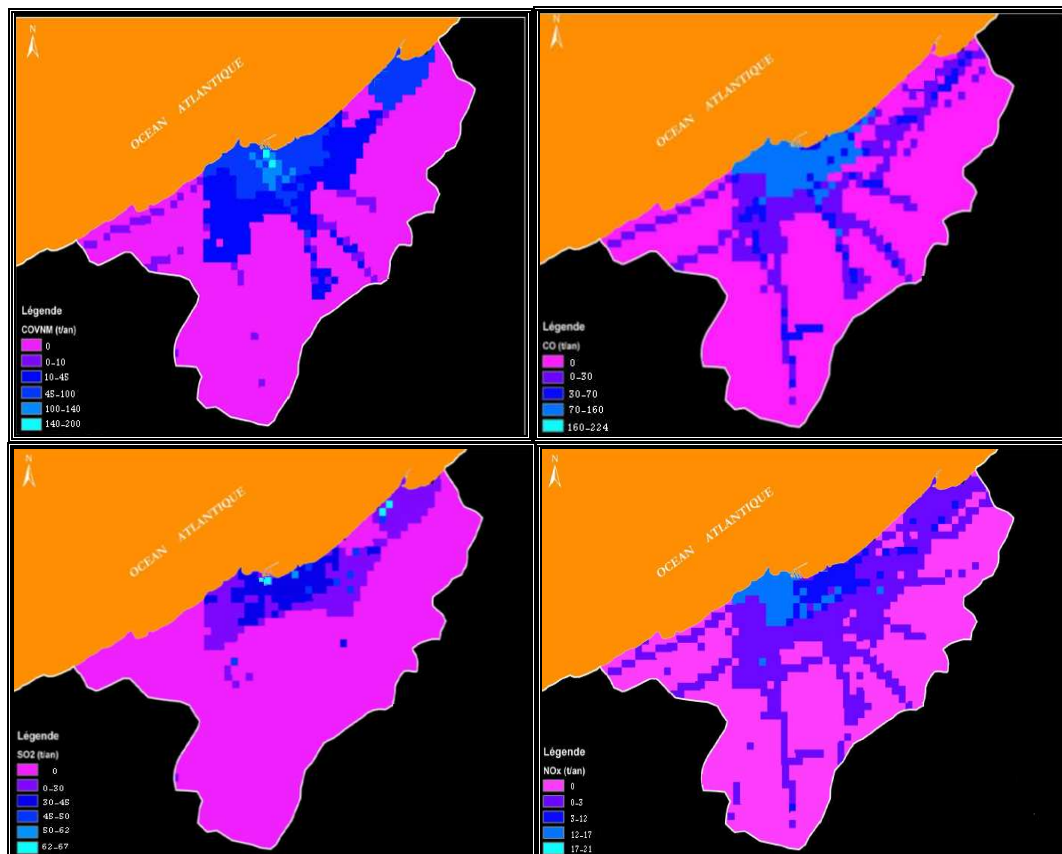 N
OCEAN ATLANTIQUE
Légende
COVNM (t/an)
0
0-10
10-45
45-100
100-140
140-200
N
OCEAN ATLANTIQUE
Légende
CO (t/an)
0
0-30
30-70
70-160
160-224
N
OCEAN ATLANTIQUE
Légende
SO2 (t/an)
0
0-30
30-45
45-50
50-62
62-67
N
OCEAN ATLANTIQUE
Légende
NOx (t/an)
0
0-3
3-12
12-17
17-21